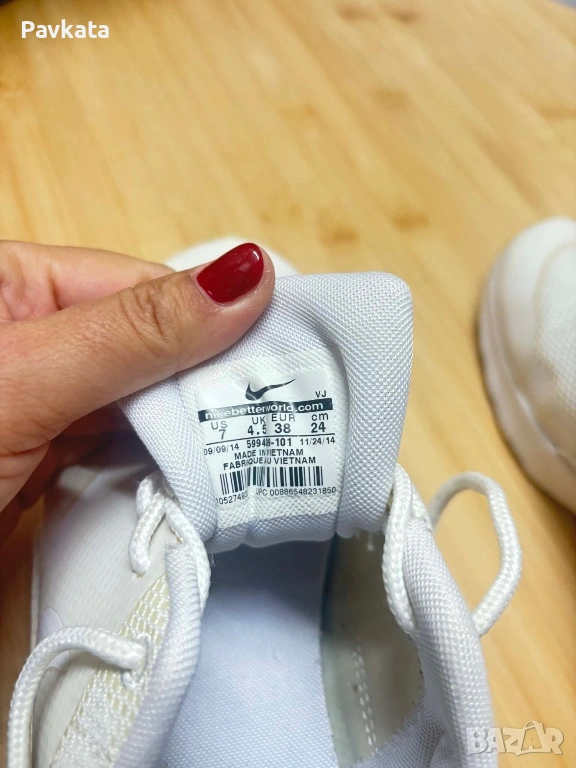 Pavkata
VJ
nikebetterworld.com
US UK EUR cm
7 4.5 38 24
09/09/14 599409-101 11/24/14
MADE IN VIETNAM
FABRIQUE AU VIETNAM
UPC 00886548231850
BAZAR